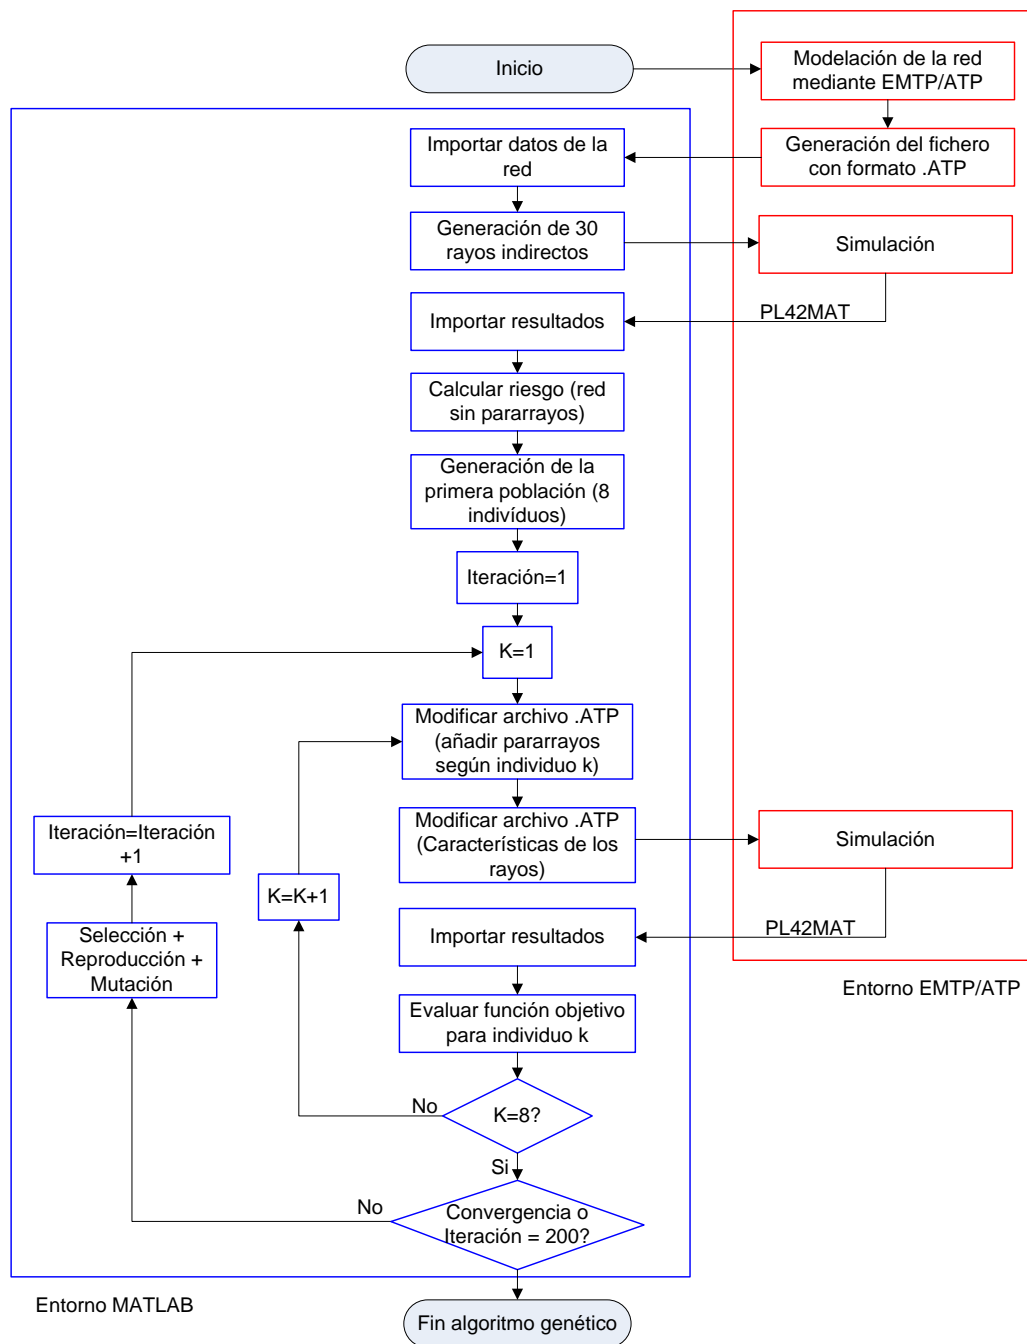 Inicio
Modelación de la red
mediante EMTP/ATP
Importar datos de la
red
Generación del fichero
con formato .ATP
Generación de 30
rayos indirectos
Simulación
PL42MAT
Importar resultados
Calcular riesgo (red
sin pararrayos)
Generación de la
primera población (8
indivíduos)
Iteración=1
K=1
Modificar archivo .ATP
(añadir pararrayos
según individuo k)
Iteración=Iteración
+1
Modificar archivo .ATP
(Características de los
rayos)
Simulación
K=K+1
PL42MAT
Importar resultados
Selección +
Reproducción +
Mutación
Entorno EMTP/ATP
Evaluar función objetivo
para individuo k
No
K=8?
Si
No
Convergencia o
Iteración = 200?
Entorno MATLAB
Fin algoritmo genético